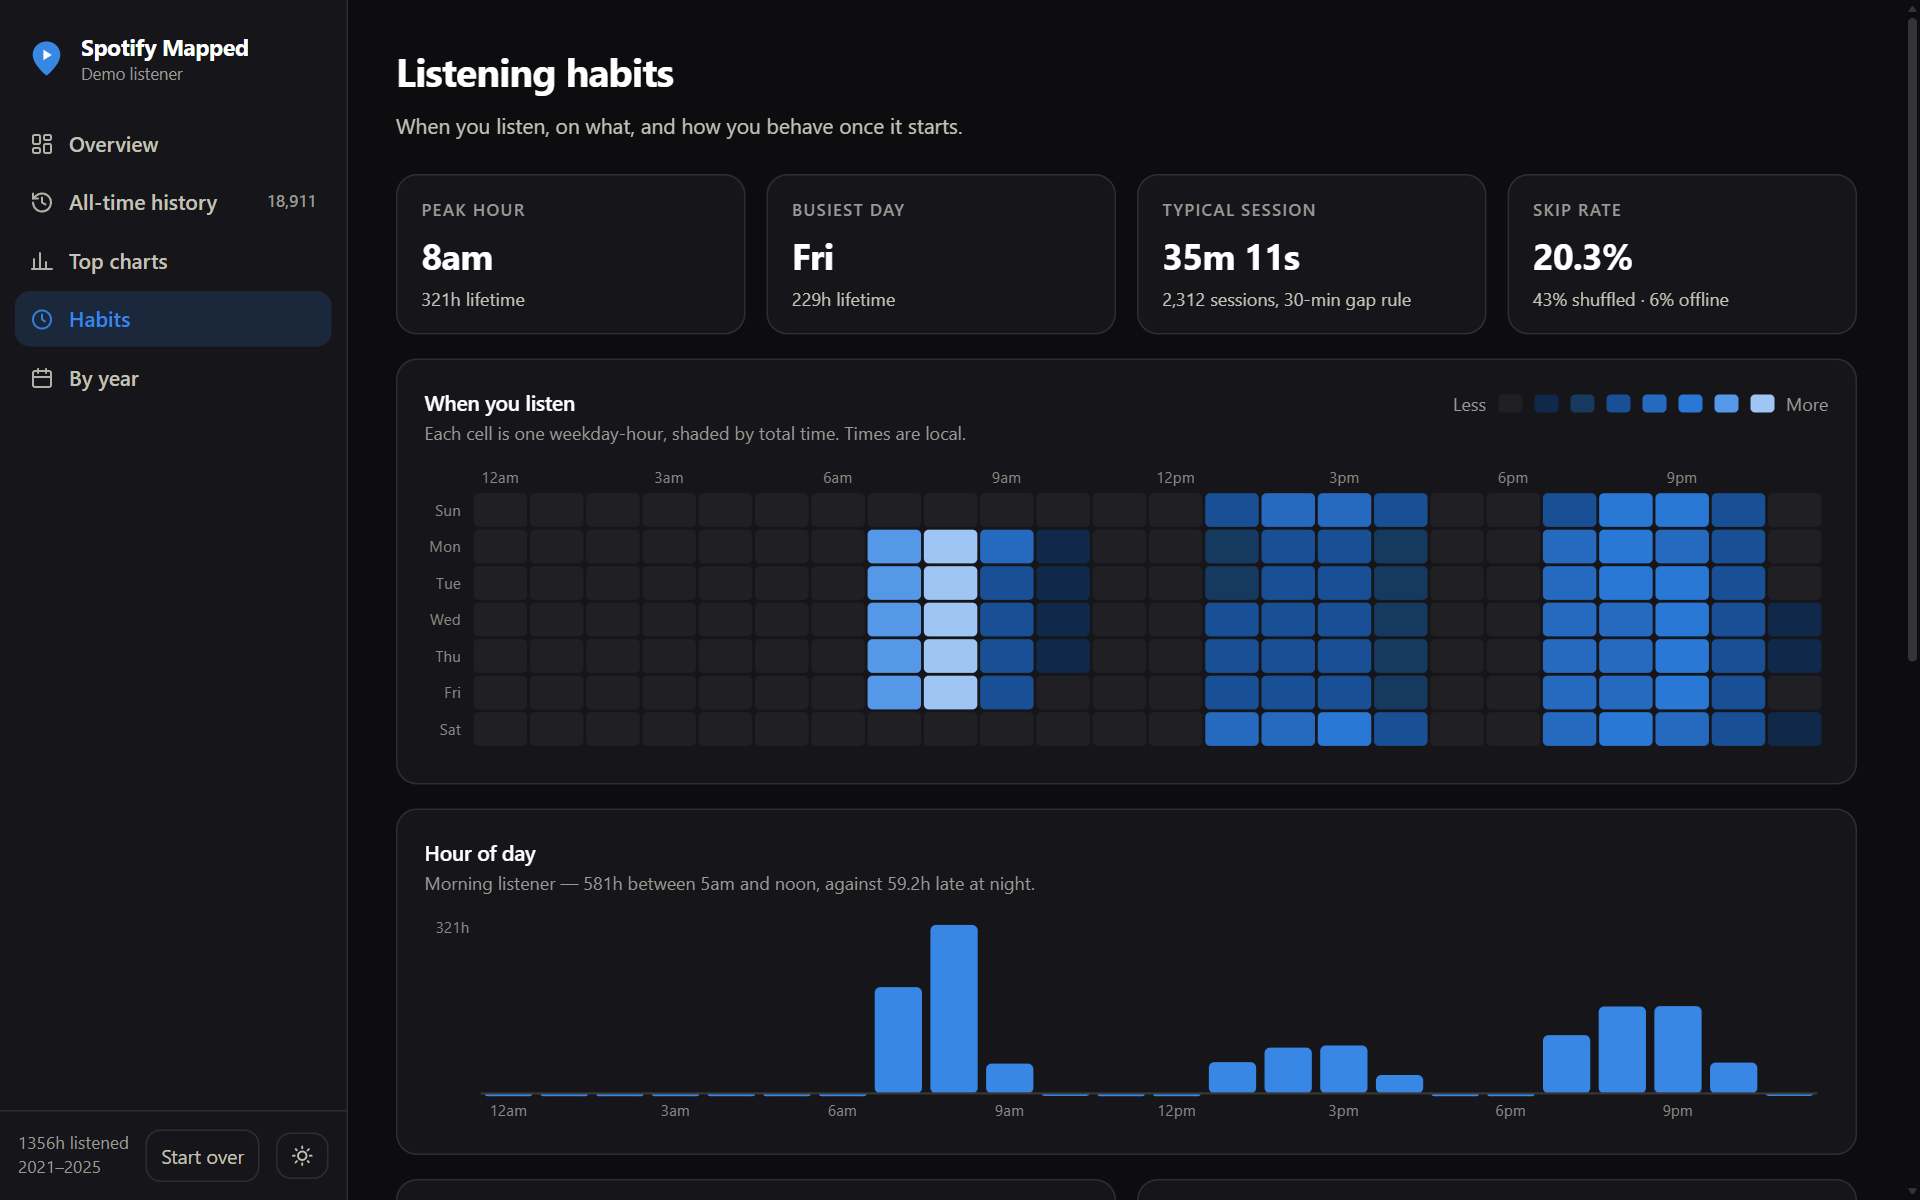 Spotify Mapped
Demo listener
Overview
All-time history 18,911
Top charts
Habits
By year
1356h listened
2021–2025
Start over
Listening habits
When you listen, on what, and how you behave once it starts.
PEAK HOUR
8am
321h lifetime
BUSIEST DAY
Fri
229h lifetime
TYPICAL SESSION
35m 11s
2,312 sessions, 30-min gap rule
SKIP RATE
20.3%
43% shuffled · 6% offline
When you listen
Each cell is one weekday-hour, shaded by total time. Times are local.
Less More
12am 3am 6am 9am 12pm 3pm 6pm 9pm
Sun
Mon
Tue
Wed
Thu
Fri
Sat
Hour of day
Morning listener — 581h between 5am and noon, against 59.2h late at night.
321h
12am 3am 6am 9am 12pm 3pm 6pm 9pm